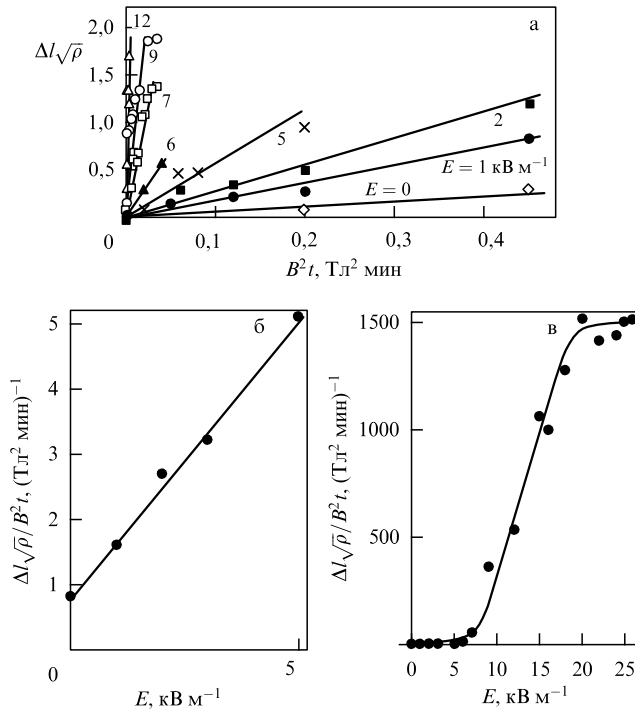 а
Δl√ρ
2,0
1,5
1,0
0,5
0
12
9
7
6
5
2
E = 1 кВ м⁻¹
E = 0
0,1
0,2
0,3
0,4
B²t, Тл² мин
б
Δl√ρ/B²t, (Тл² мин)⁻¹
5
4
3
2
1
0
5
E, кВ м⁻¹
в
Δl√ρ/B²t, (Тл² мин)⁻¹
1500
1000
500
0
5
10
15
20
25
E, кВ м⁻¹